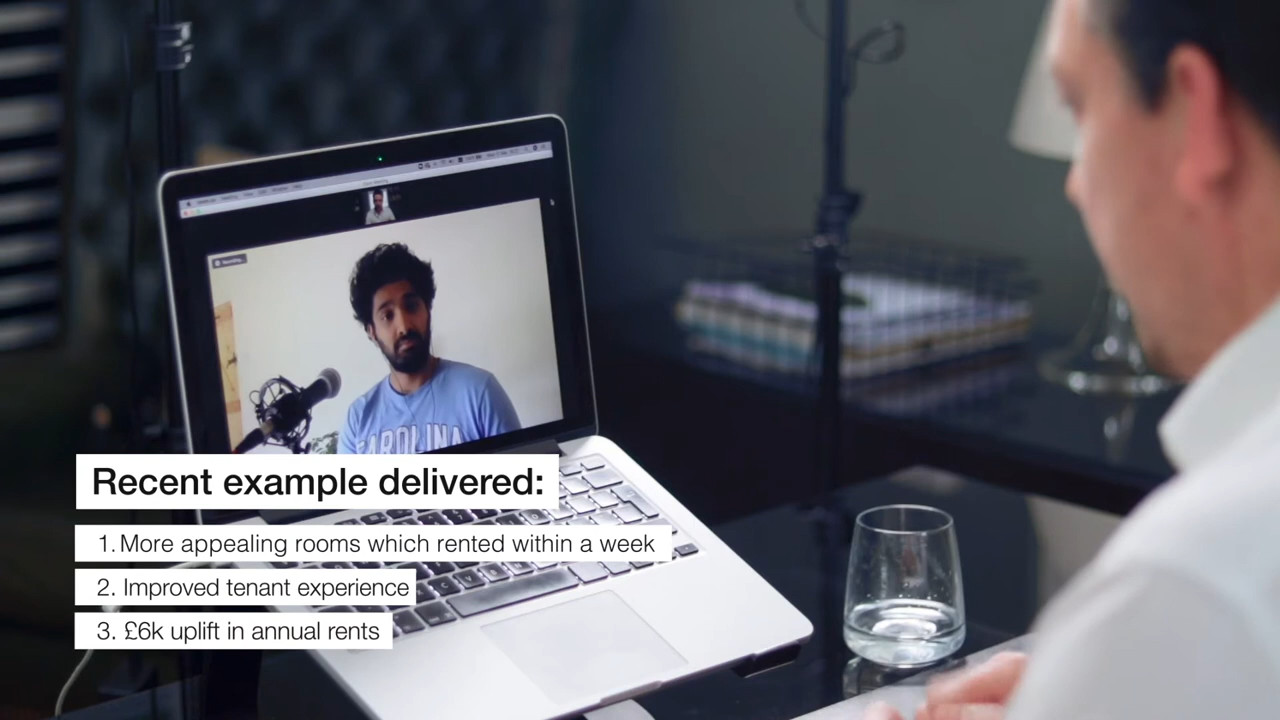 CAROLINA
Recent example delivered:
1. More appealing rooms which rented within a week
2. Improved tenant experience
3. £6k uplift in annual rents